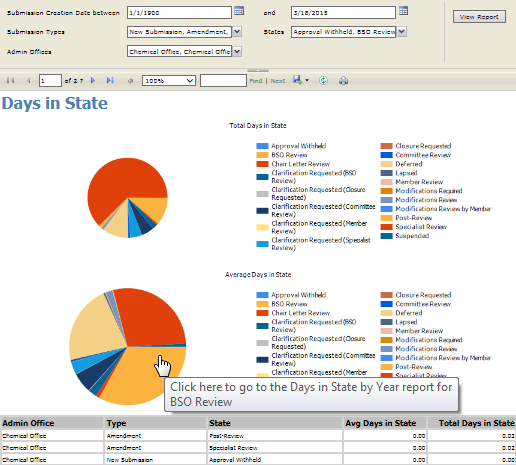 Submission Creation Date between 1/1/1900 and 3/18/2015 View Report
Submission Types New Submission, Amendment, States Approval Withheld, BSO Review
Admin Offices Chemical Office, Chemical Offic
1 of 2 ? 100% Find | Next
Days in State
Total Days in State
Approval Withheld
BSO Review
Chair Letter Review
Clarification Requested (BSO
Review)
Clarification Requested (Closure
Requested)
Clarification Requested (Committee
Review)
Clarification Requested (Member
Review)
Clarification Requested (Specialist
Review)
Closure Requested
Committee Review
Deferred
Lapsed
Member Review
Modifications Required
Modifications Review
Modifications Review by Member
Post-Review
Specialist Review
Suspended
Average Days in State
Approval Withheld
BSO Review
Chair Letter Review
Clarification Requested (BSO
Review)
Clarification Requested (Closure
Requested)
Clarification Requested (Committee
Review)
Clarification Requested (Member
Closure Requested
Committee Review
Deferred
Lapsed
Member Review
Modifications Required
Modifications Review
Modifications Review by Member
Post-Review
Specialist Review
Click here to go to the Days in State by Year report for
BSO Review
Admin Office Type State Avg Days in State Total Days in State
Chemical Office Amendment Post-Review 0.00 0.02
Chemical Office Amendment Specialist Review 0.00 0.02
Chemical Office New Submission Approval Withheld 0.00 0.00